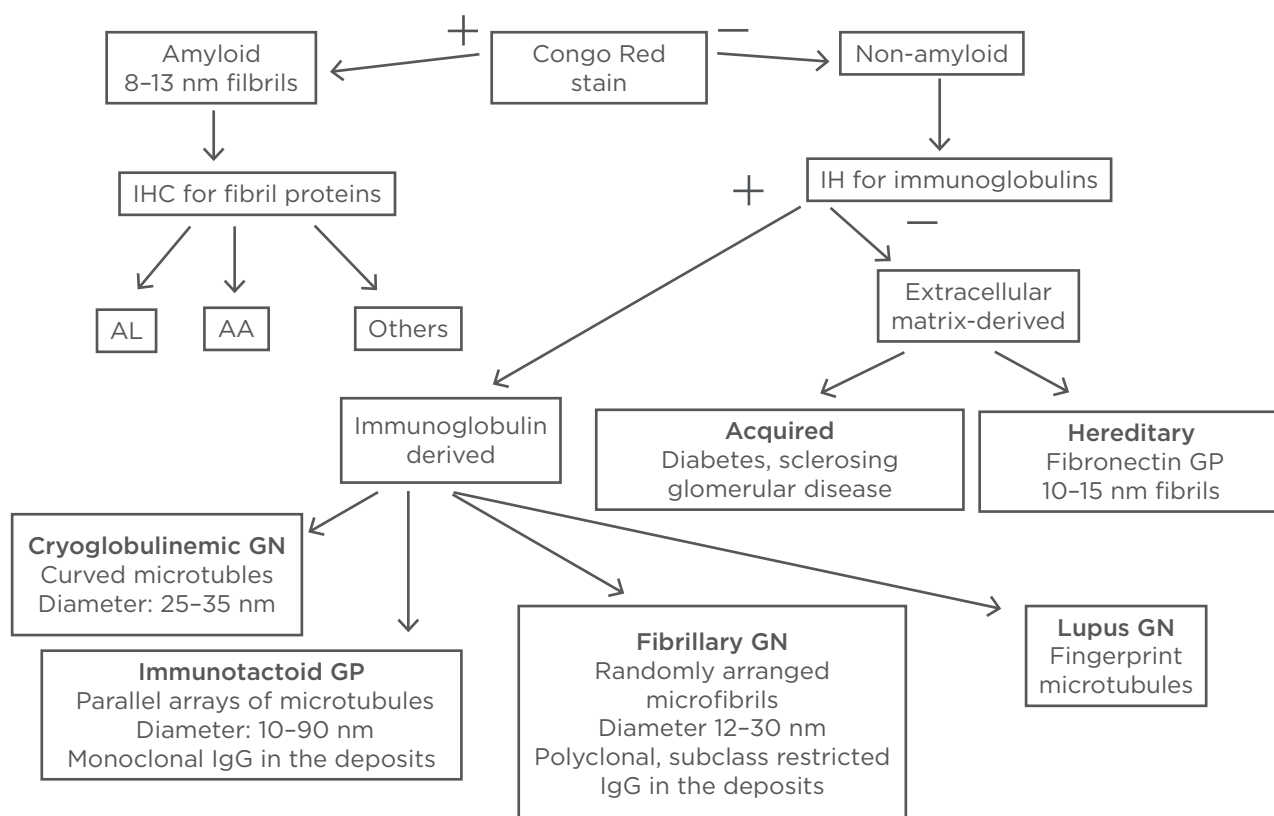 +
−
Amyloid
8–13 nm filbrils
Congo Red
stain
Non-amyloid
IHC for fibril proteins
+
IH for immunoglobulins
−
AL
AA
Others
Extracellular
matrix-derived
Immunoglobulin
derived
Acquired
Diabetes, sclerosing
glomerular disease
Hereditary
Fibronectin GP
10–15 nm fibrils
Cryoglobulinemic GN
Curved microtubles
Diameter: 25–35 nm
Immunotactoid GP
Parallel arrays of microtubules
Diameter: 10–90 nm
Monoclonal IgG in the deposits
Fibrillary GN
Randomly arranged
microfibrils
Diameter 12–30 nm
Polyclonal, subclass restricted
IgG in the deposits
Lupus GN
Fingerprint
microtubules